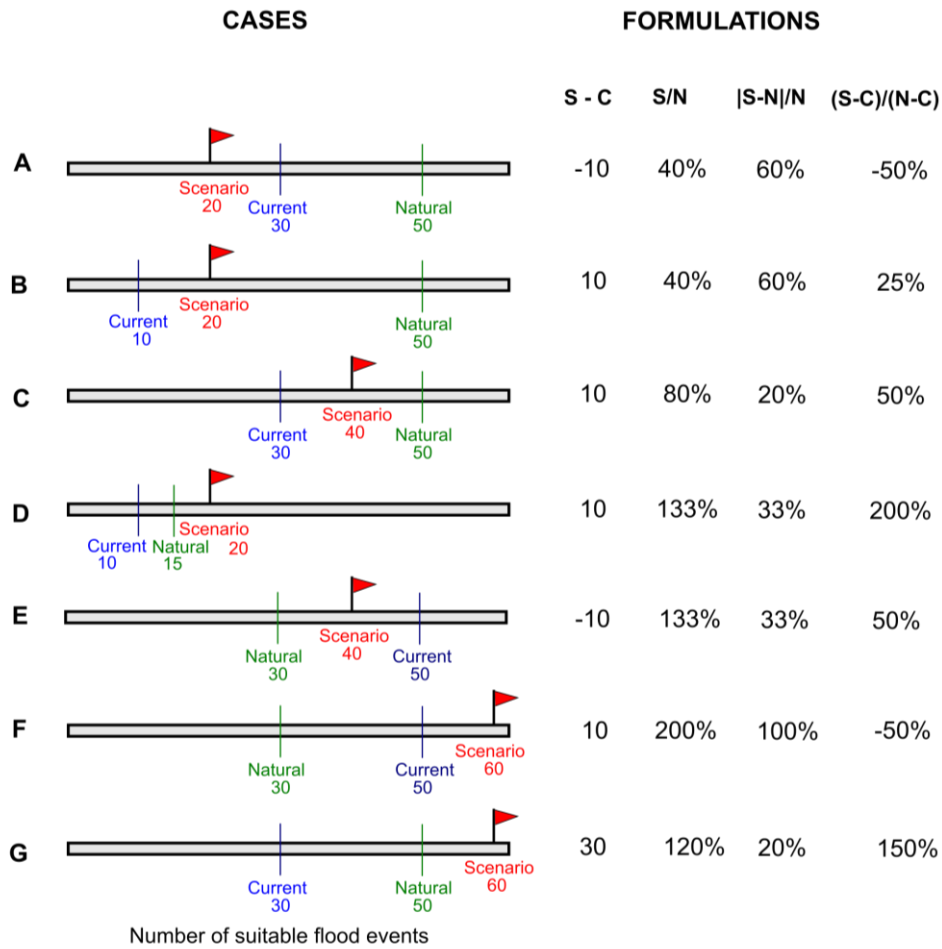 CASES FORMULATIONS
S - C S/N |S-N|/N (S-C)/(N-C)
A -10 40% 60% -50%
Scenario
20
Current
30
Natural
50
B 10 40% 60% 25%
Scenario
20
Current
10
Natural
50
C 10 80% 20% 50%
Scenario
40
Current
30
Natural
50
D 10 133% 33% 200%
Scenario
20
Current
10
Natural
15
E -10 133% 33% 50%
Scenario
40
Natural
30
Current
50
F 10 200% 100% -50%
Scenario
60
Natural
30
Current
50
G 30 120% 20% 150%
Scenario
60
Current
30
Natural
50
Number of suitable flood events